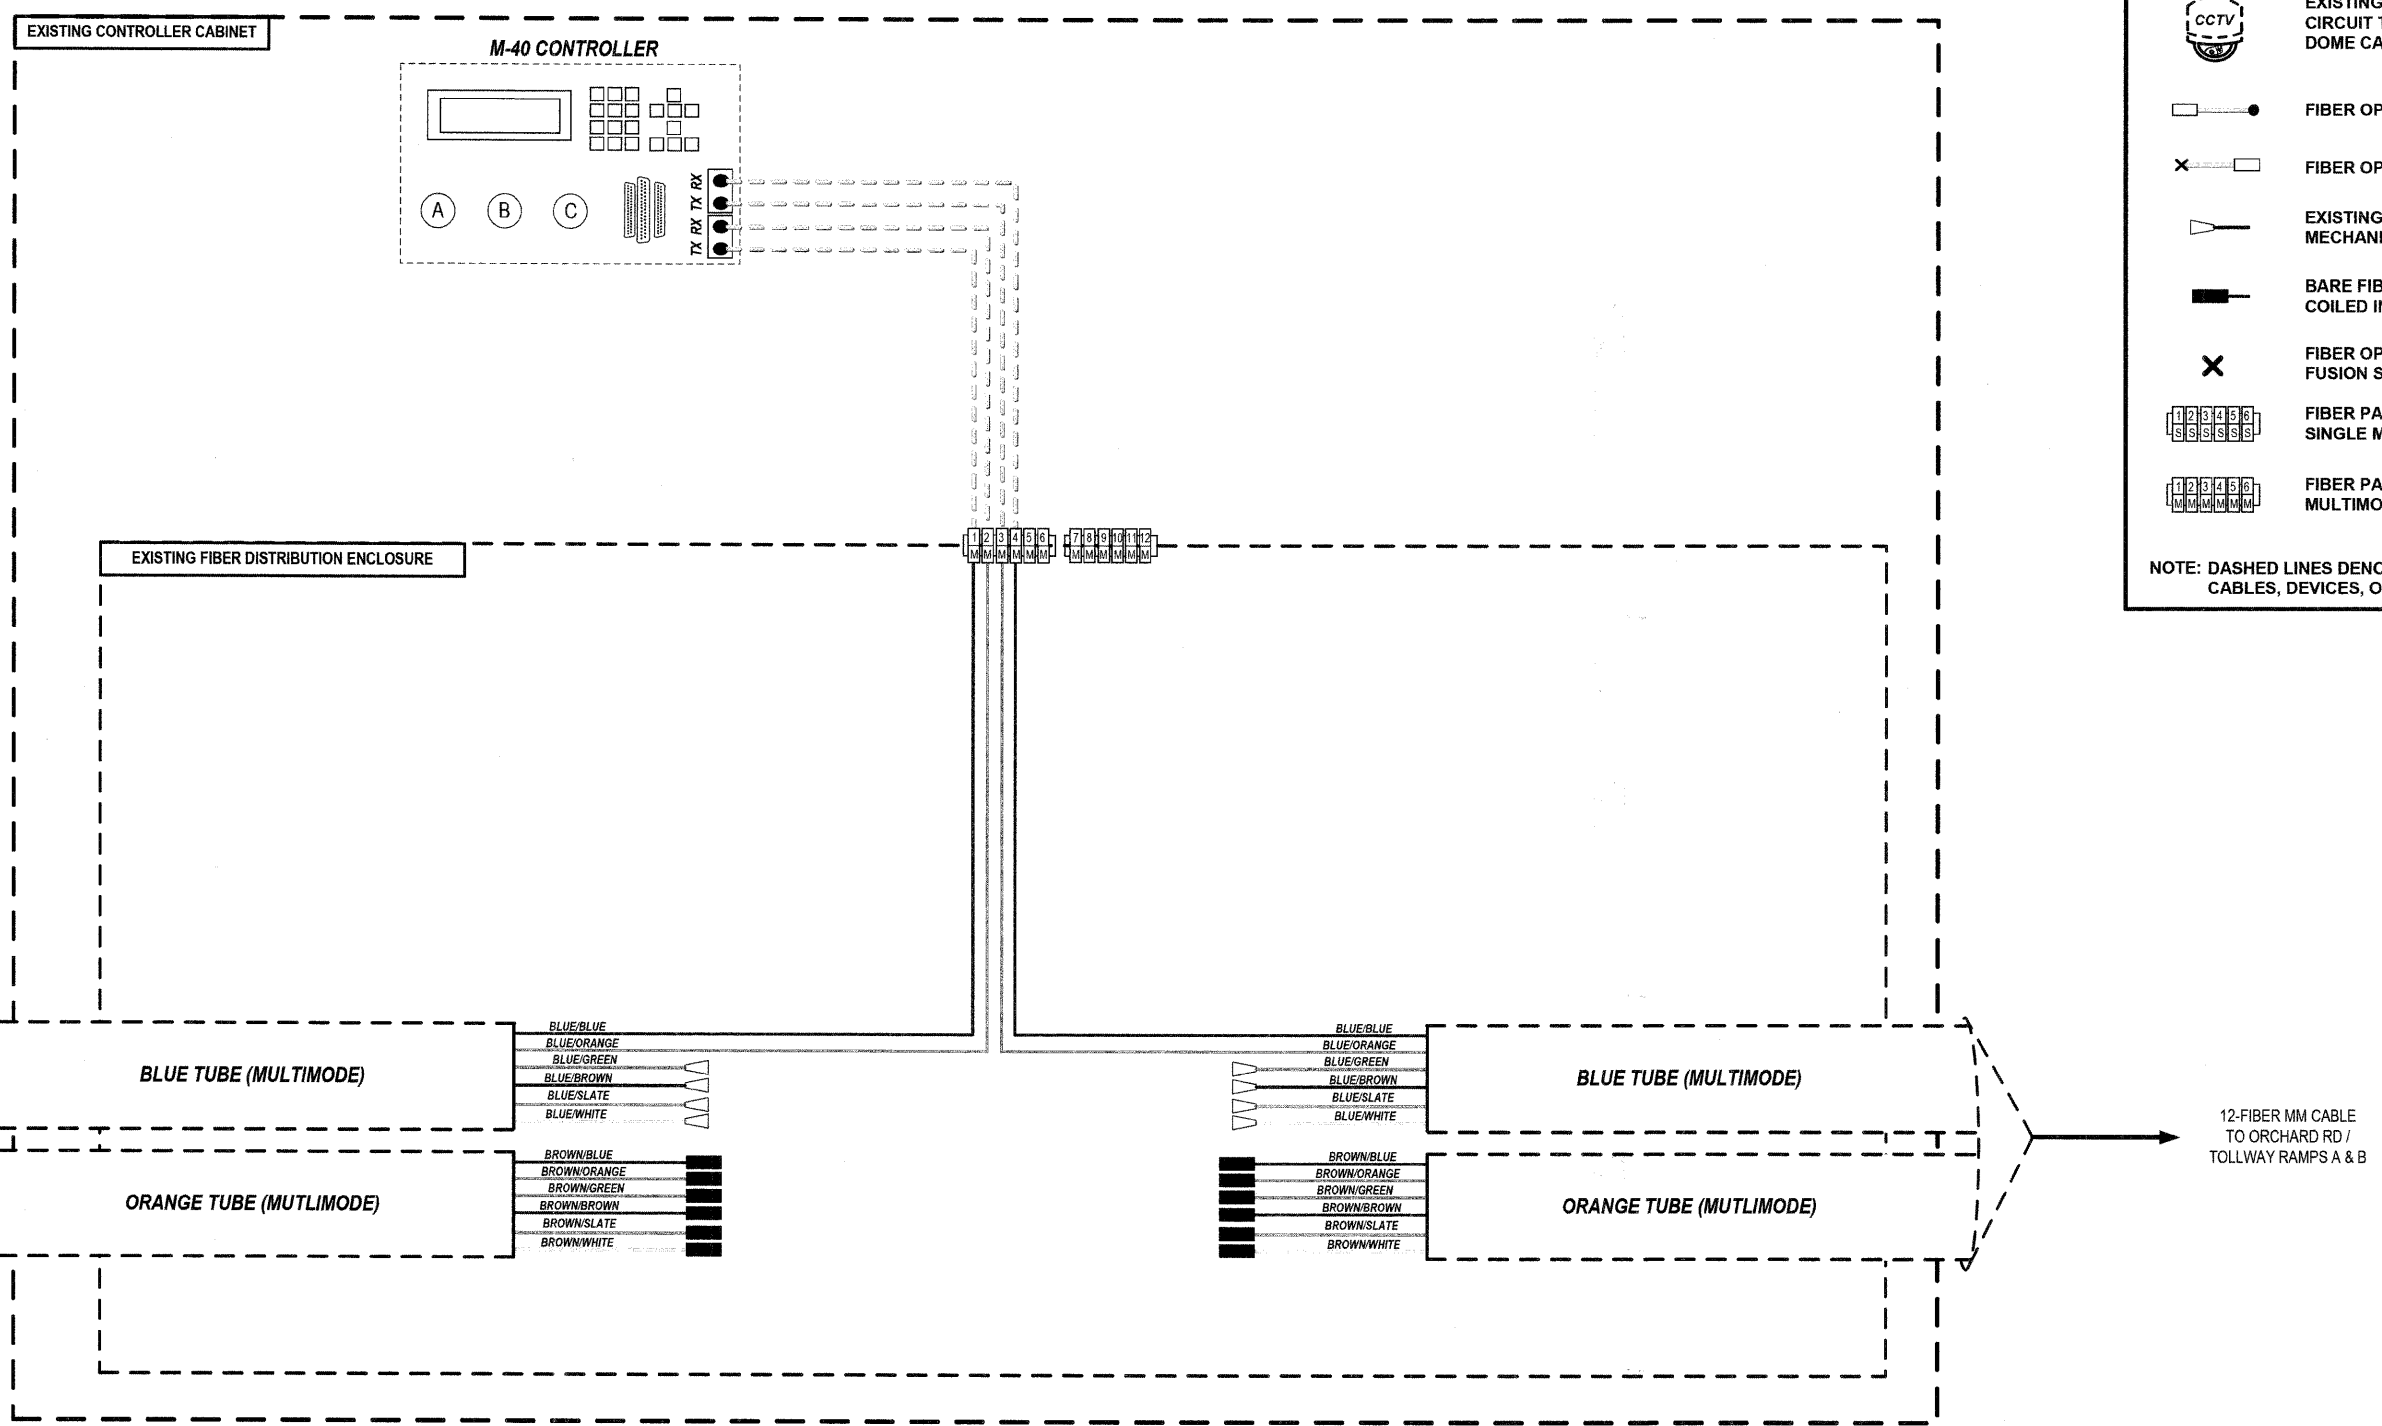 EXISTING CONTROLLER CABINET
M-40 CONTROLLER
A B C
RX
TX
RX
TX
1 2 3 4 5 6 7 8 9 10 11 12
M M M M M M M M M M M M
EXISTING FIBER DISTRIBUTION ENCLOSURE
BLUE TUBE (MULTIMODE)
BLUE/BLUE
BLUE/ORANGE
BLUE/GREEN
BLUE/BROWN
BLUE/SLATE
BLUE/WHITE
ORANGE TUBE (MUTLIMODE)
BROWN/BLUE
BROWN/ORANGE
BROWN/GREEN
BROWN/BROWN
BROWN/SLATE
BROWN/WHITE
BLUE/BLUE
BLUE/ORANGE
BLUE/GREEN
BLUE/BROWN
BLUE/SLATE
BLUE/WHITE
BLUE TUBE (MULTIMODE)
BROWN/BLUE
BROWN/ORANGE
BROWN/GREEN
BROWN/BROWN
BROWN/SLATE
BROWN/WHITE
ORANGE TUBE (MUTLIMODE)
12-FIBER MM CABLE
TO ORCHARD RD /
TOLLWAY RAMPS A & B
CCTV
EXISTING
CIRCUIT T
DOME CA
FIBER OP
FIBER OP
EXISTING
MECHANI
BARE FIB
COILED IN
FIBER OP
FUSION S
1 2 3 4 5 6
S S S S S S
FIBER PA
SINGLE M
1 2 3 4 5 6
M M M M M M
FIBER PA
MULTIMO
NOTE: DASHED LINES DENO
CABLES, DEVICES, O